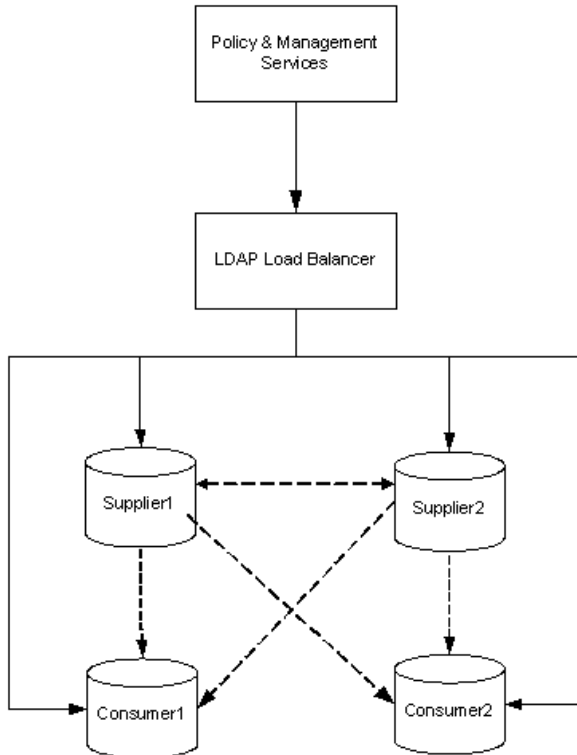 Policy & Management
Services
LDAP Load Balancer
Supplier1
Supplier2
Consumer1
Consumer2